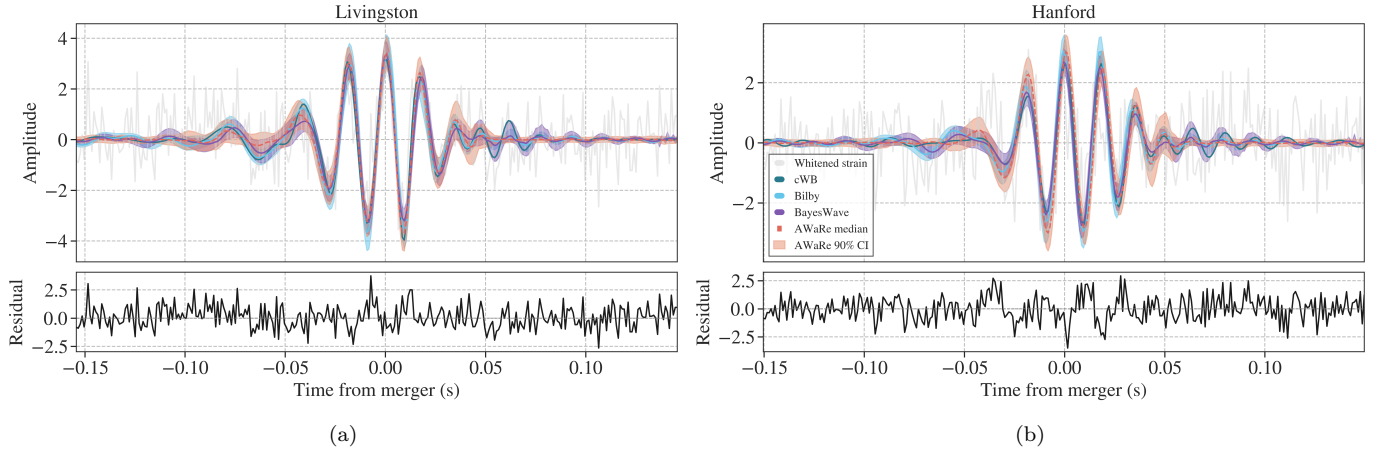 Livingston
4
2
0
−2
−4
Amplitude
2.5
0.0
−2.5
Residual
−0.15
−0.10
−0.05
0.00
0.05
0.10
Time from merger (s)
(a)
Hanford
2
0
−2
Amplitude
Whitened strain
cWB
Bilby
BayesWave
AWaRe median
AWaRe 90% CI
2.5
0.0
−2.5
Residual
−0.15
−0.10
−0.05
0.00
0.05
0.10
Time from merger (s)
(b)